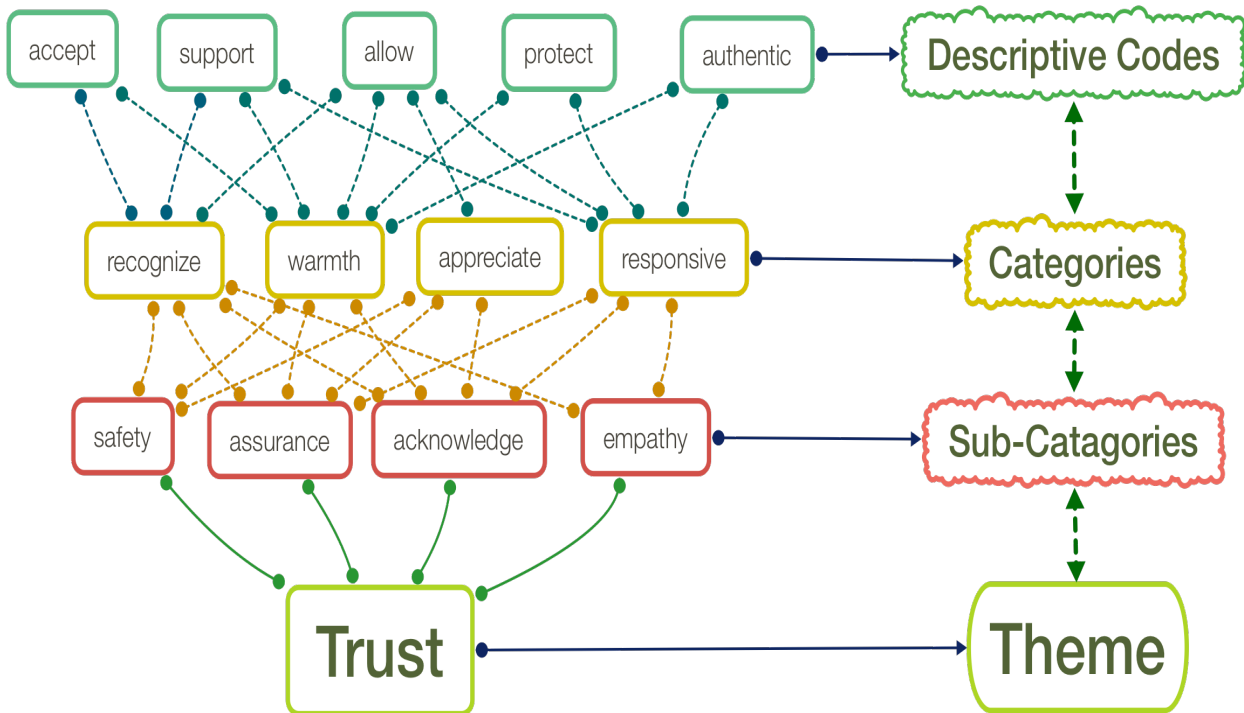 accept
support
allow
protect
authentic
Descriptive Codes
recognize
warmth
appreciate
responsive
Categories
safety
assurance
acknowledge
empathy
Sub-Catagories
Trust
Theme